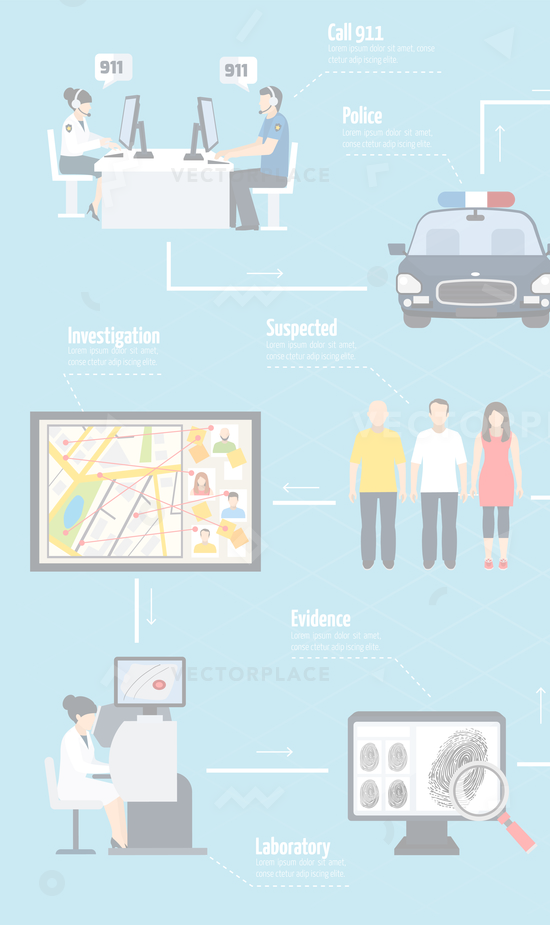 Call 911
Lorem ipsum dolor sit amet, conse
ctetur adip iscing elite.
911
911
Police
Lorem ipsum dolor sit amet, conse
ctetur adip iscing elite.
VECTORPLACE
Suspected
Lorem ipsum dolor sit amet, conse
ctetur adip iscing elite.
Investigation
Lorem ipsum dolor sit amet, conse
ctetur adip iscing elite.
VECTORP
Evidence
Lorem ipsum dolor sit amet, conse
ctetur adip iscing elite.
VECTORPLACE
Laboratory
Lorem ipsum dolor sit amet, conse
ctetur adip iscing elite.